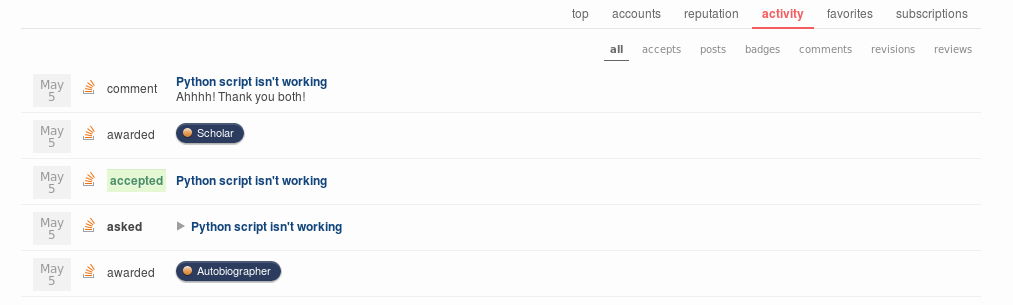 top accounts reputation activity favorites subscriptions
all accepts posts badges comments revisions reviews
May 5 comment Python script isn't working
Ahhhh! Thank you both!
May 5 awarded Scholar
May 5 accepted Python script isn't working
May 5 asked Python script isn't working
May 5 awarded Autobiographer